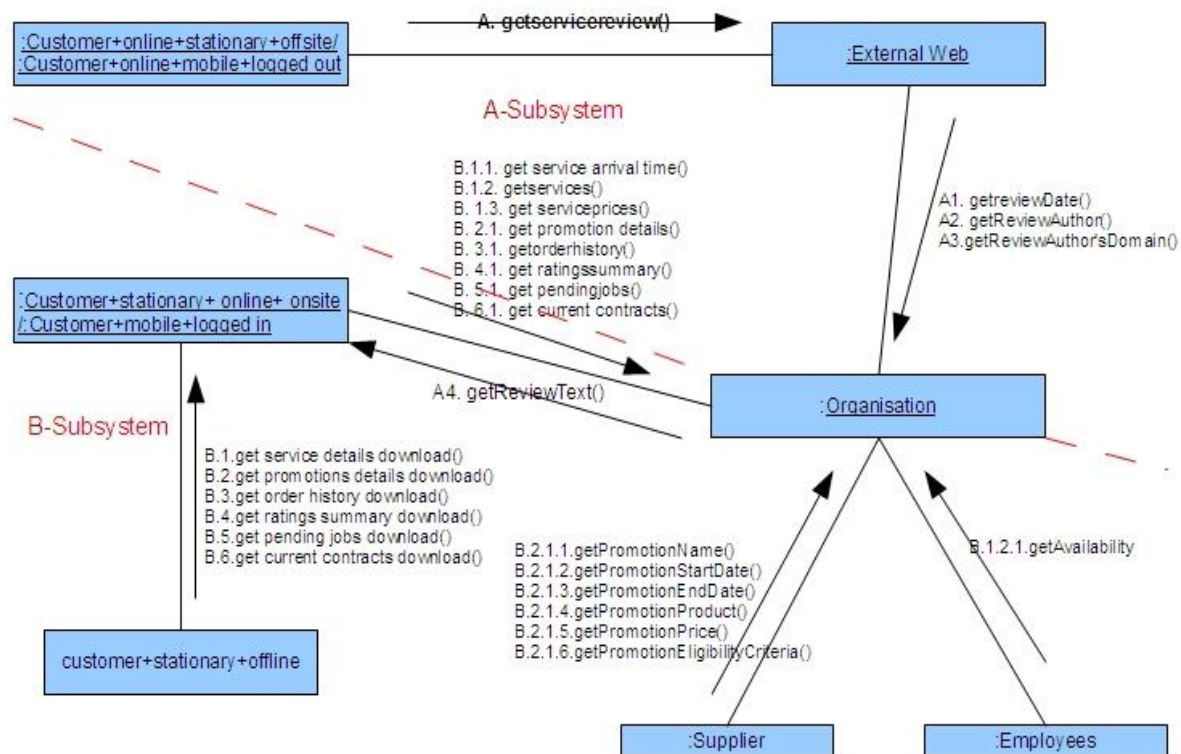 A. getservicereview()
:Customer+online+stationary+offsite/
:Customer+online+mobile+logged out
:External Web
A-Subsystem
B.1.1. get service arrival time()
B.1.2. getservices()
B. 1.3. get serviceprices()
B. 2.1. get promotion details()
B. 3.1. getorderhistory()
B. 4.1. get ratingssummary()
B. 5.1. get pendingjobs()
B. 6.1. get current contracts()
A1. getreviewDate()
A2. getReviewAuthor()
A3.getReviewAuthor'sDomain()
:Customer+stationary+ online+ onsite
/:Customer+mobile+logged in
A4. getReviewText()
:Organisation
B-Subsystem
B.1.get service details download()
B.2.get promotions details download()
B.3.get order history download()
B.4.get ratings summary download()
B.5.get pending jobs download()
B.6.get current contracts download()
B.2.1.1.getPromotionName()
B.2.1.2.getPromotionStartDate()
B.2.1.3.getPromotionEndDate()
B.2.1.4.getPromotionProduct()
B.2.1.5.getPromotionPrice()
B.2.1.6.getPromotionEligibilityCriteria()
B.1.2.1.getAvailability
customer+stationary+offline
:Supplier
:Employees